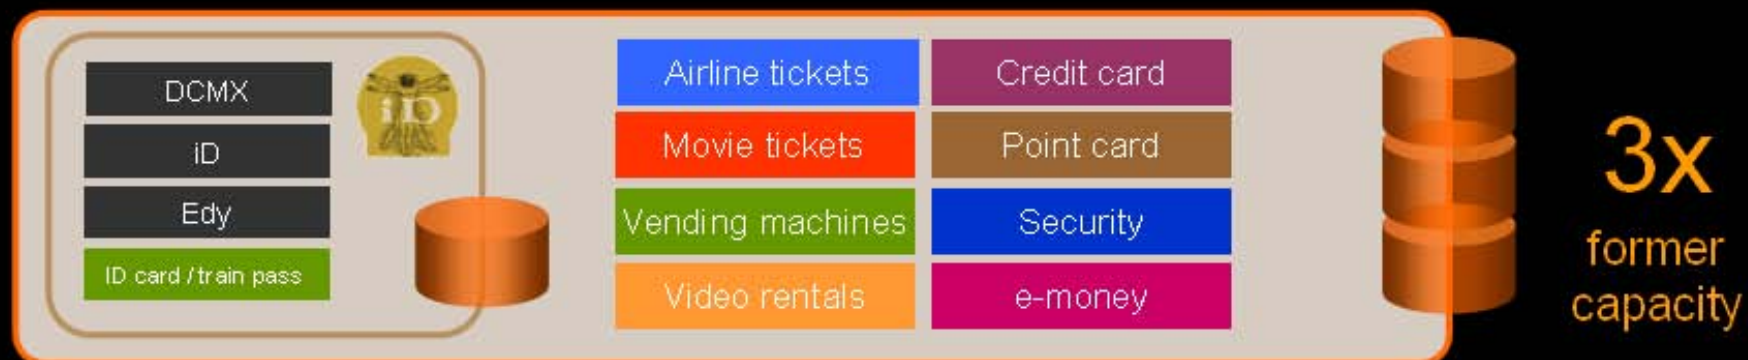 DCMX
iD
Edy
ID card / train pass
iD
Airline tickets
Credit card
Movie tickets
Point card
Vending machines
Security
Video rentals
e-money
3x
former
capacity